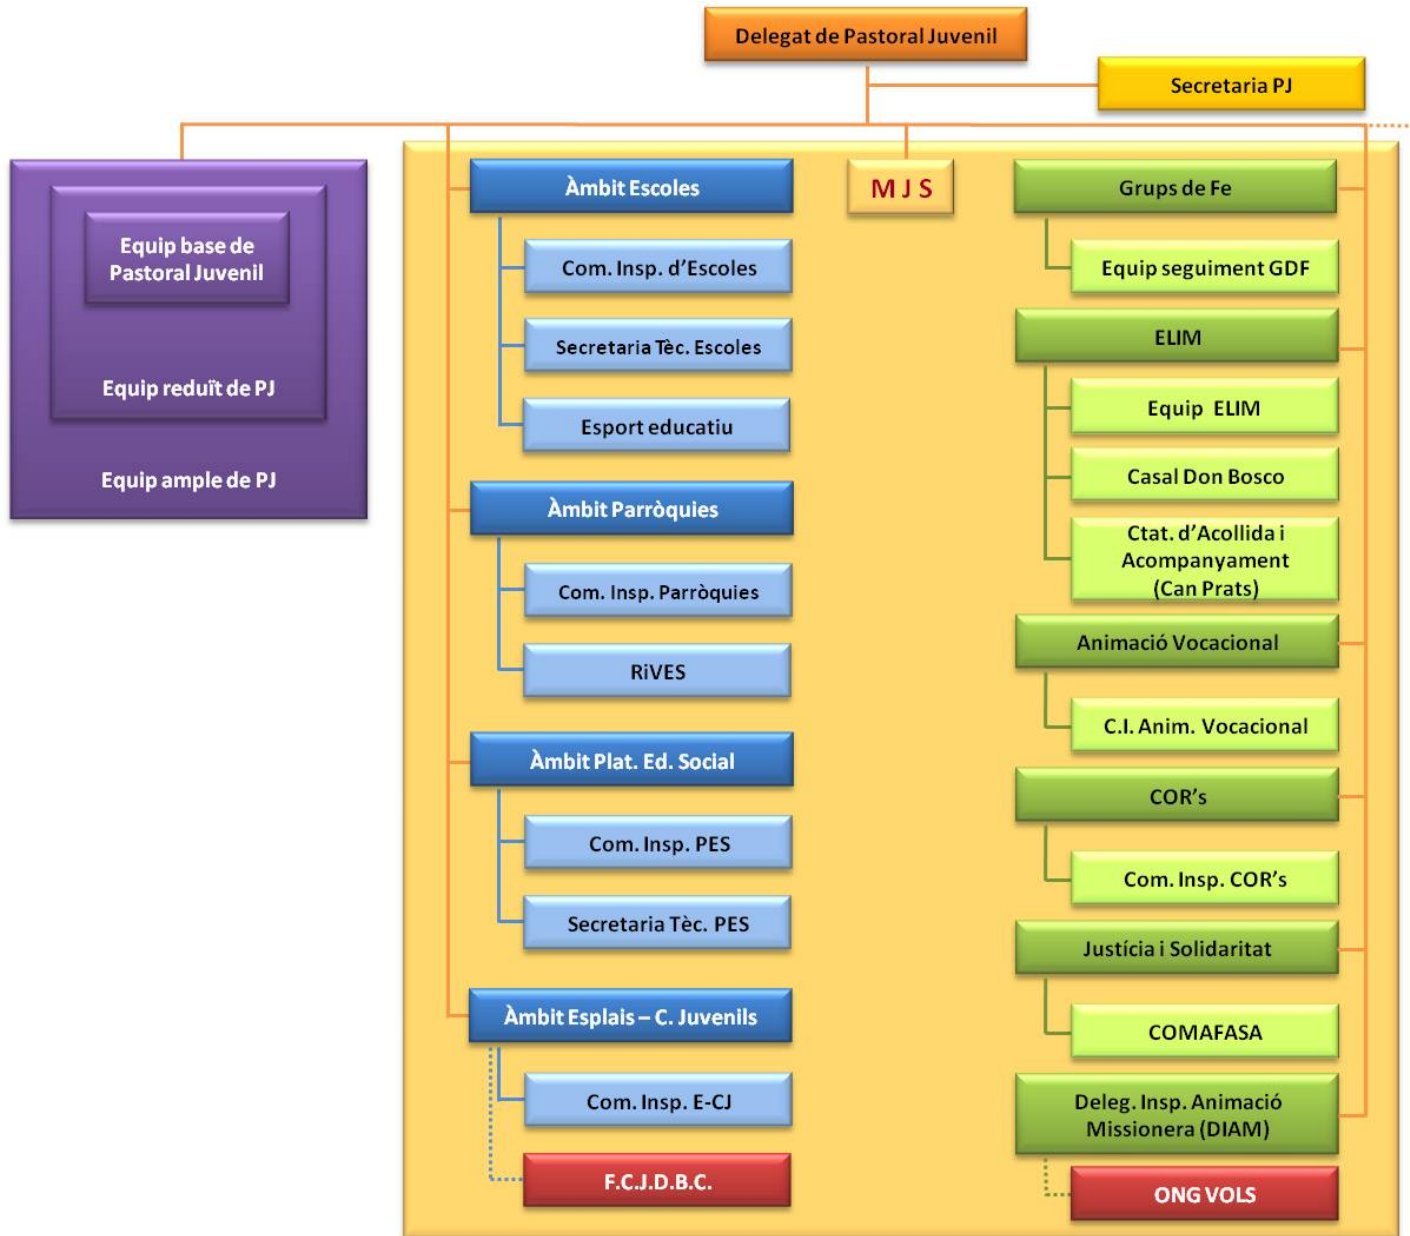 Delegat de Pastoral Juvenil
Secretaria PJ
Equip base de
Pastoral Juvenil
Equip reduït de PJ
Equip ample de PJ
Àmbit Escoles
Com. Insp. d'Escoles
Secretaria Tèc. Escoles
Esport educatiu
Àmbit Parròquies
Com. Insp. Parròquies
RiVES
Àmbit Plat. Ed. Social
Com. Insp. PES
Secretaria Tèc. PES
Àmbit Esplais – C. Juvenils
Com. Insp. E-CJ
F.C.J.D.B.C.
M J S
Grups de Fe
Equip seguiment GDF
ELIM
Equip ELIM
Casal Don Bosco
Ctat. d'Acollida i
Acompanyament
(Can Prats)
Animació Vocacional
C.I. Anim. Vocacional
COR's
Com. Insp. COR's
Justícia i Solidaritat
COMAFASA
Deleg. Insp. Animació
Missionera (DIAM)
ONG VOLS